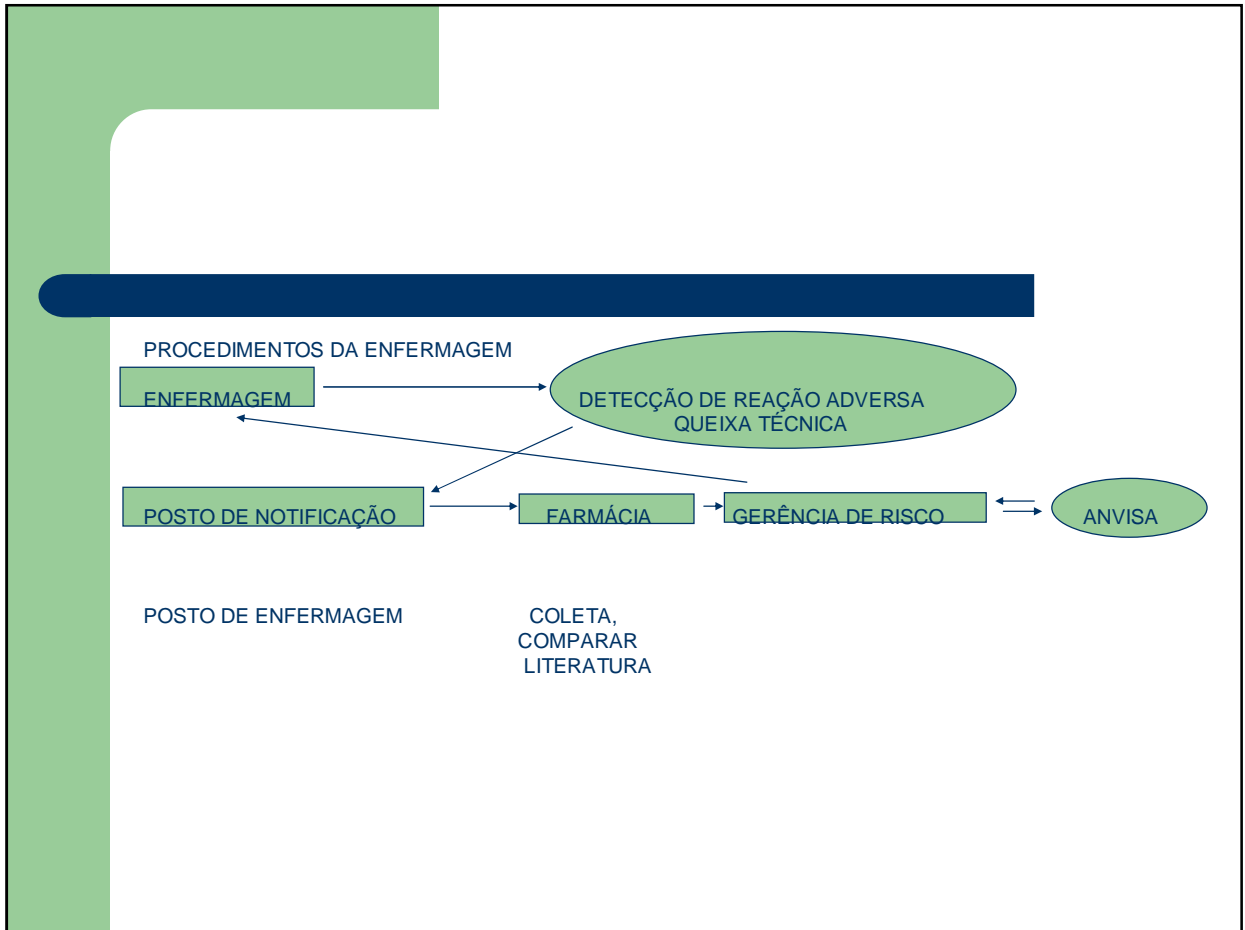 PROCEDIMENTOS DA ENFERMAGEM
ENFERMAGEM
DETECÇÃO DE REAÇÃO ADVERSA
QUEIXA TÉCNICA
POSTO DE NOTIFICAÇÃO
FARMÁCIA
GERÊNCIA DE RISCO
ANVISA
POSTO DE ENFERMAGEM
COLETA,
COMPARAR
LITERATURA